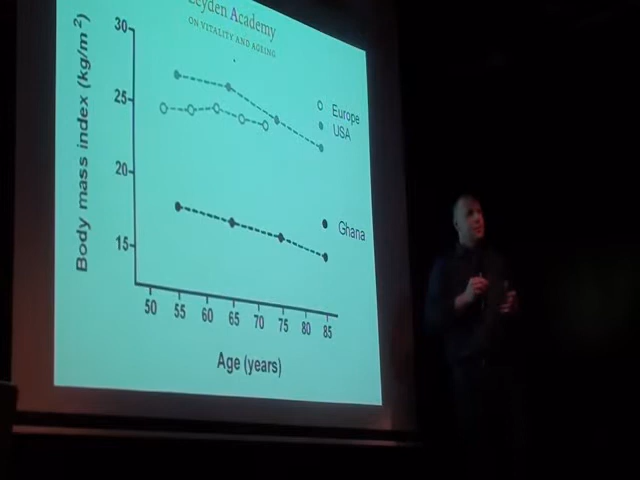 Leyden Academy
ON VITALITY AND AGEING
Body mass index (kg/m²)
30
25
20
15
Europe
USA
Ghana
50 55 60 65 70 75 80 85
Age (years)